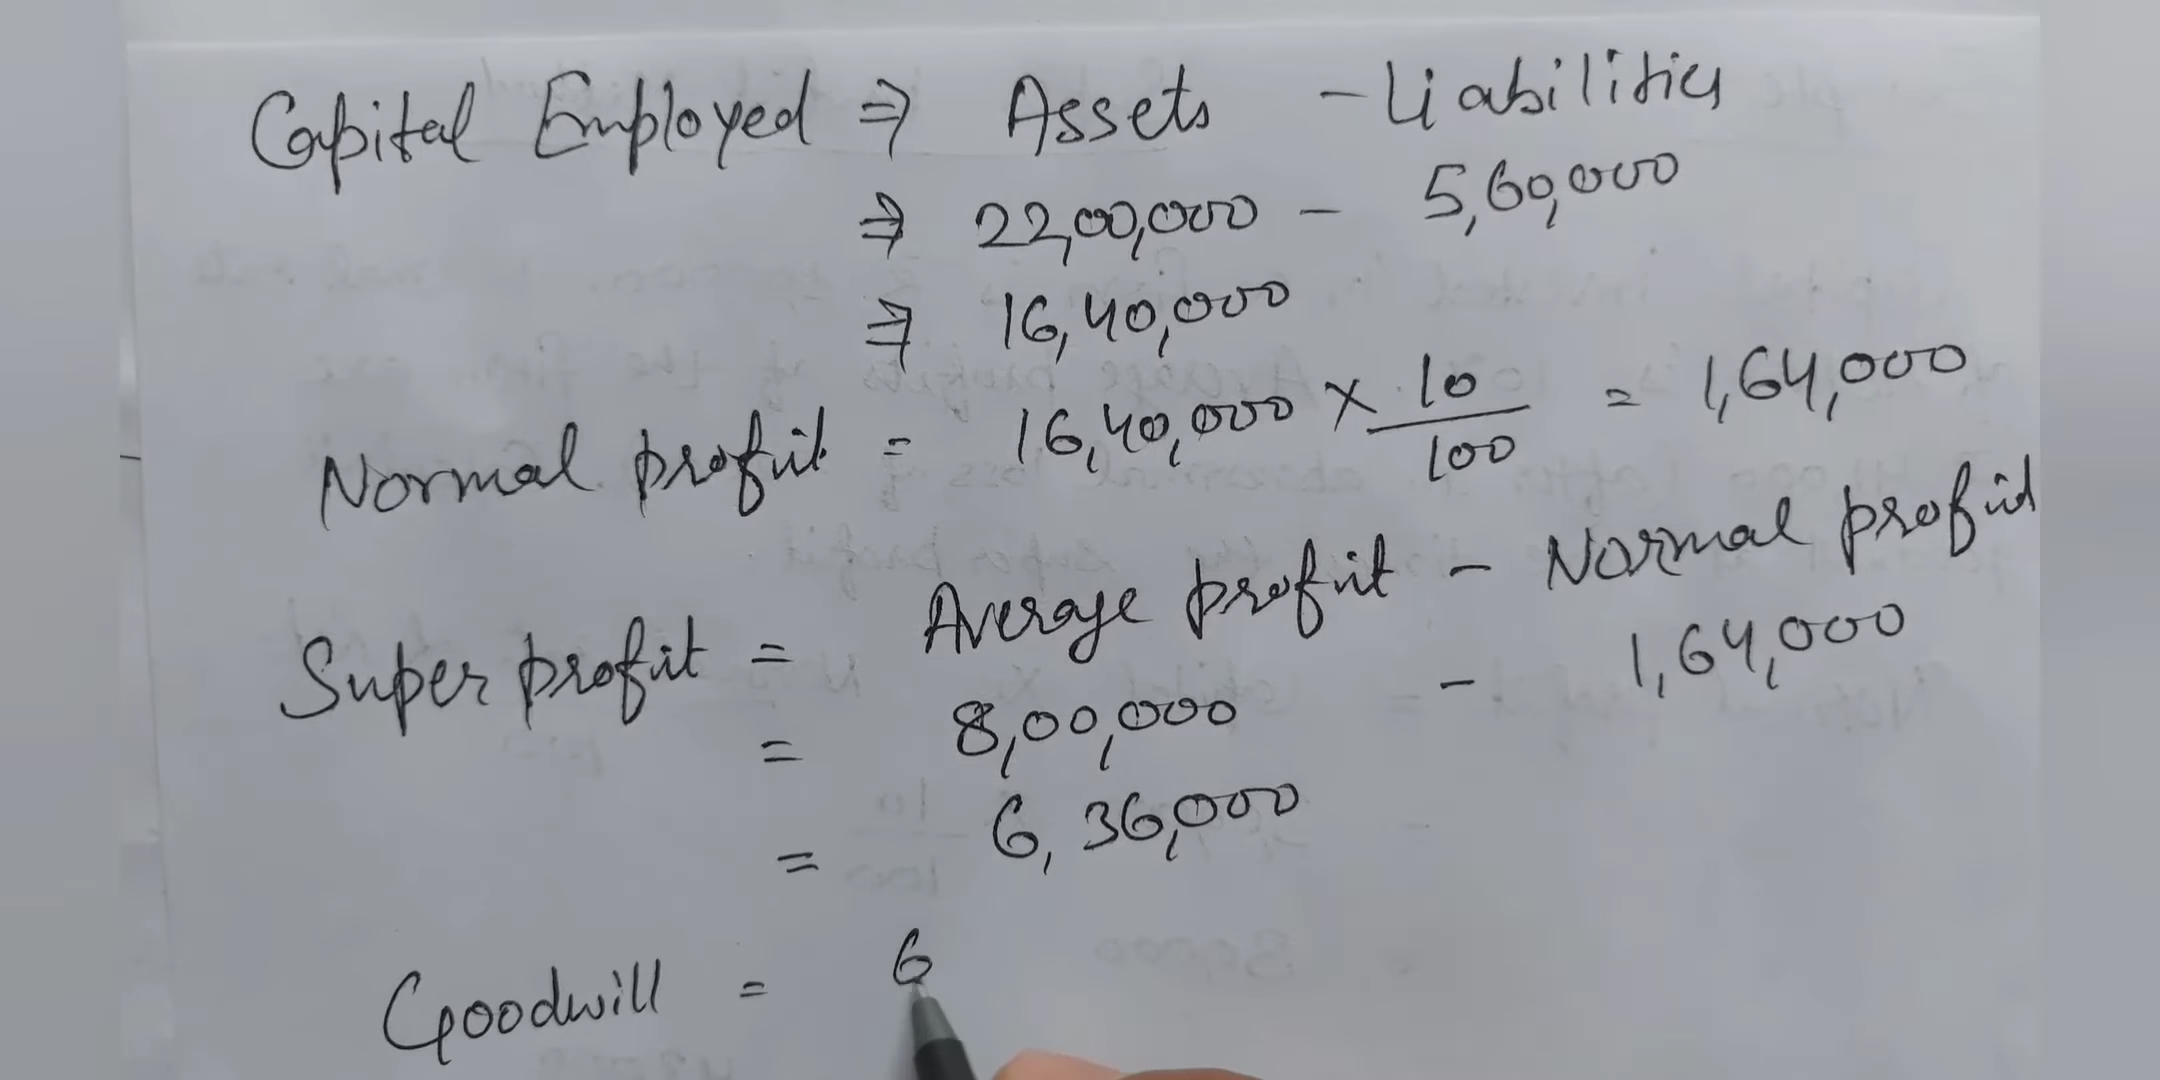 Capital Employed ⇒ Assets - Liabilities
⇒ 22,00,000 - 5,60,000
⇒ 16,40,000
Normal profit = 16,40,000 × 10/100 = 1,64,000
Super profit = Average profit - Normal profit
= 8,00,000 - 1,64,000
= 6,36,000
Goodwill = 6